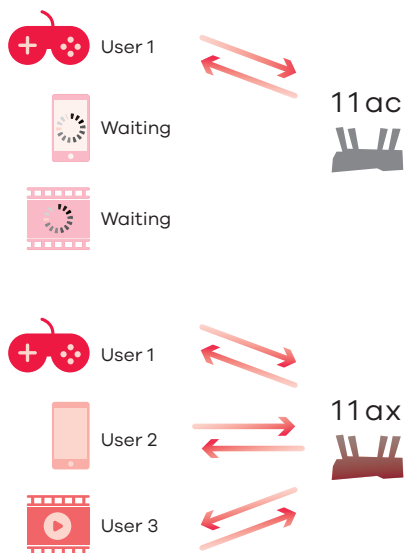 User 1
11ac
Waiting
Waiting
User 1
11ax
User 2
User 3